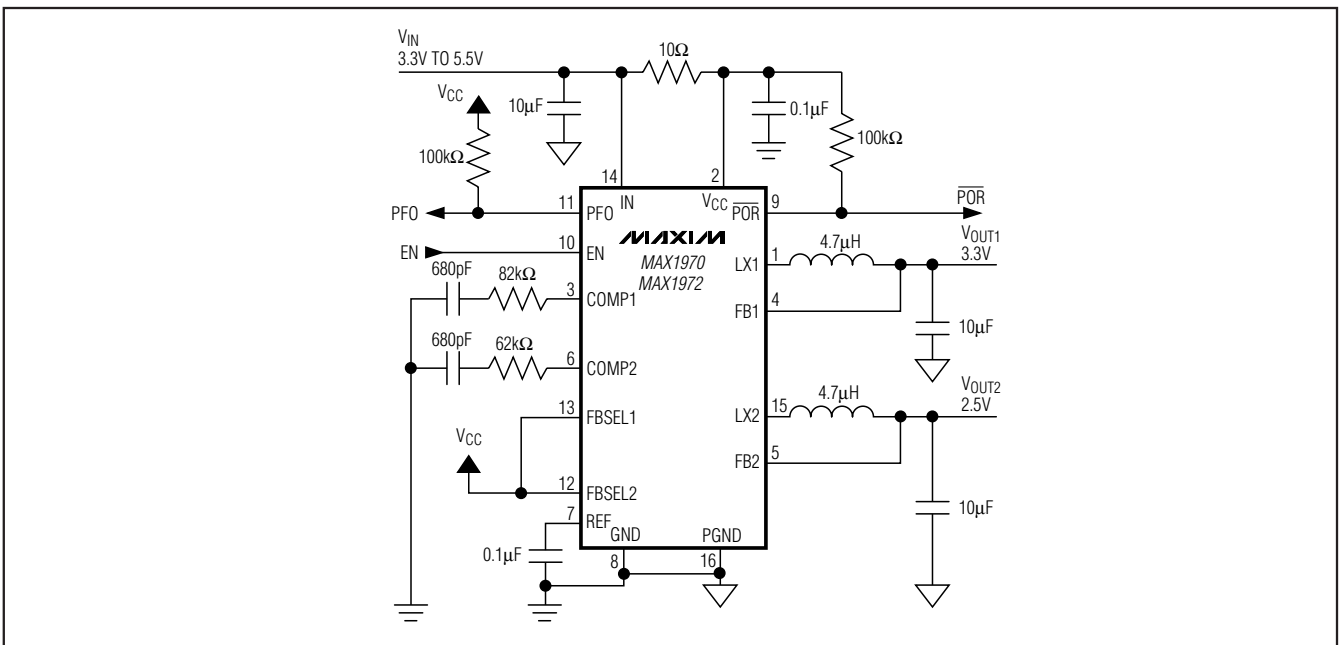 VIN
3.3V TO 5.5V
10Ω
VCC
10µF
0.1µF
100kΩ
100kΩ
14
2
IN
VCC
PFO
11
PFO
POR
9
POR
MAXIM
MAX1970
MAX1972
EN
10
EN
LX1
1
4.7µH
VOUT1
3.3V
680pF
82kΩ
3
COMP1
FB1
4
10µF
680pF
62kΩ
6
COMP2
LX2
15
4.7µH
VOUT2
2.5V
13
FBSEL1
VCC
FB2
5
12
FBSEL2
10µF
7
REF
GND
PGND
0.1µF
8
16